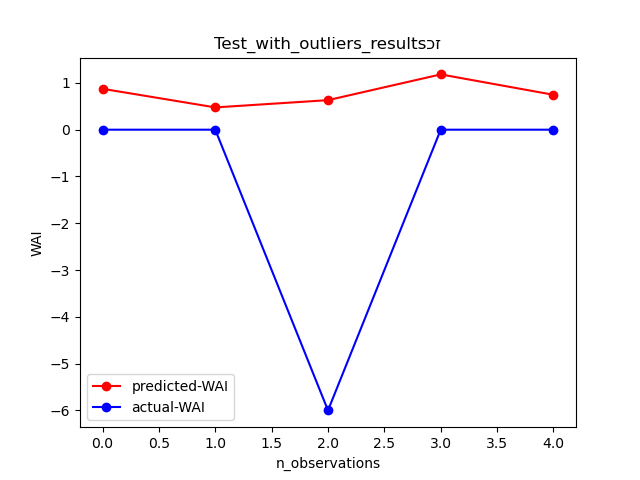 Test_with_outliers_resultsɔɪ
1
0
−1
−2
−3
−4
−5
−6
WAI
predicted-WAI
actual-WAI
0.0 0.5 1.0 1.5 2.0 2.5 3.0 3.5 4.0
n_observations